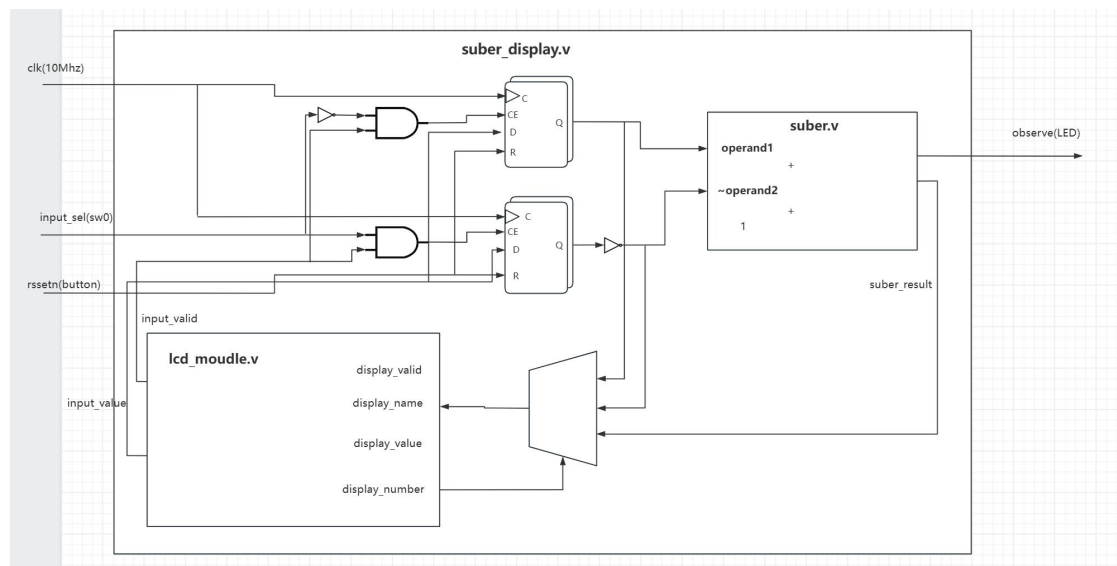 suber_display.v
clk(10Mhz)
C
CE
D
Q
R
suber.v
operand1
+
~operand2
+
1
observe(LED)
input_sel(sw0)
C
CE
D
Q
R
rssetn(button)
suber_result
input_valid
lcd_moudle.v
display_valid
input_value
display_name
display_value
display_number